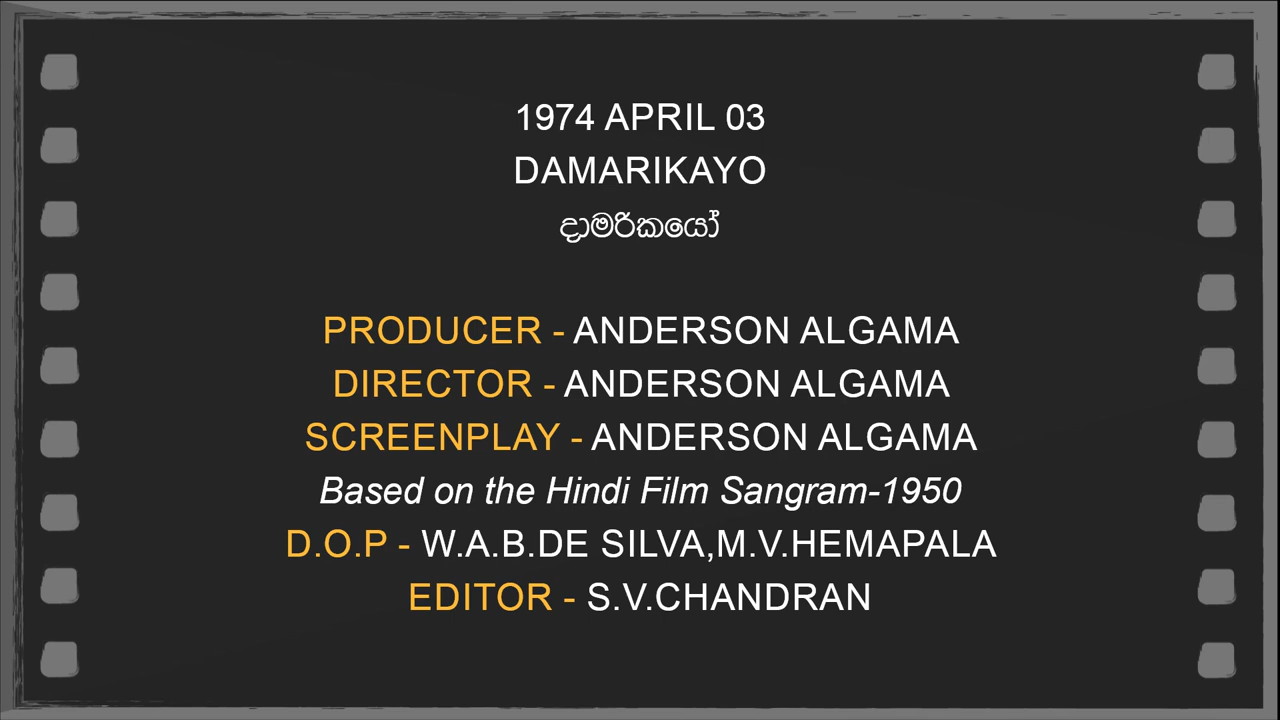 1974 APRIL 03
DAMARIKAYO
දාමරිකයෝ
PRODUCER - ANDERSON ALGAMA
DIRECTOR - ANDERSON ALGAMA
SCREENPLAY - ANDERSON ALGAMA
Based on the Hindi Film Sangram-1950
D.O.P - W.A.B.DE SILVA,M.V.HEMAPALA
EDITOR - S.V.CHANDRAN